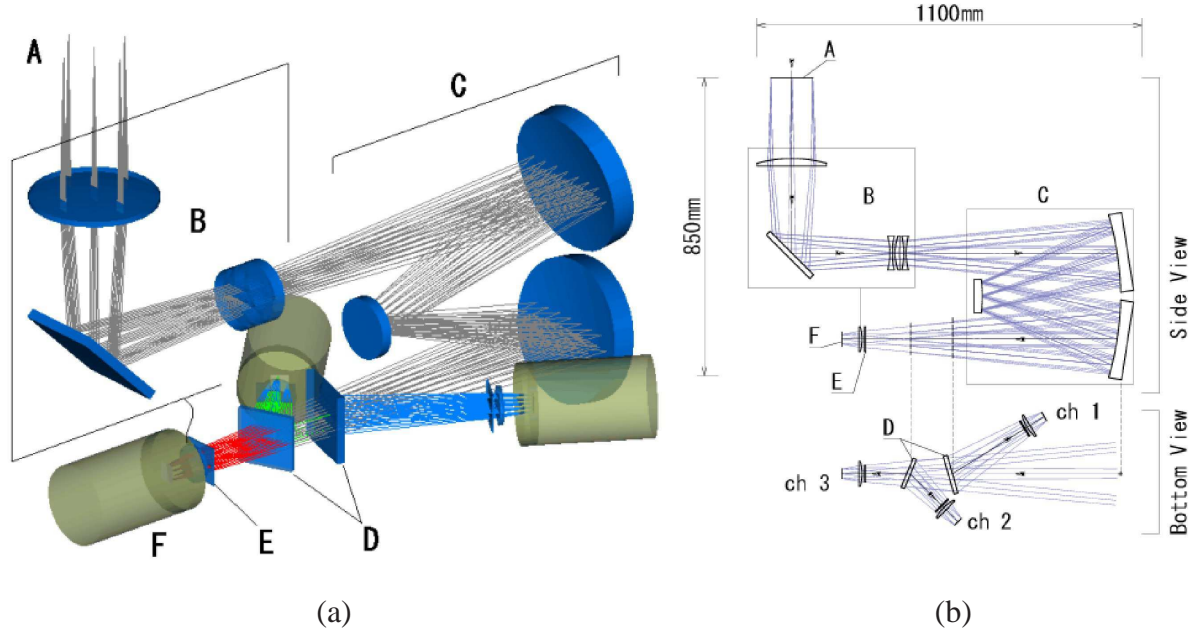 A
B
C
D
E
F
(a)
1100mm
850mm
A
B
C
D
E
F
ch 1
ch 2
ch 3
Side View
Bottom View
(b)